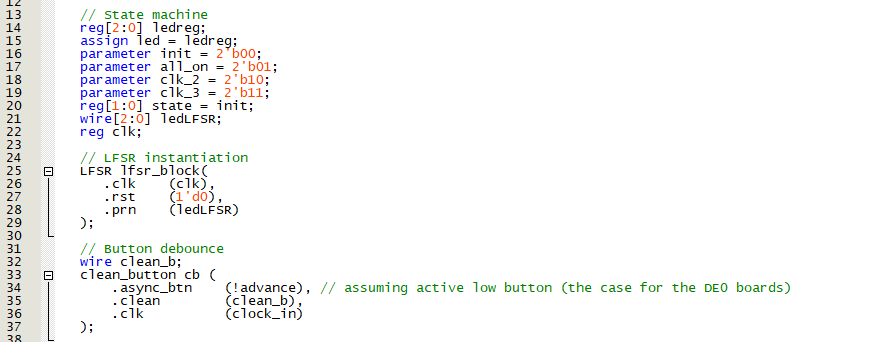 12
13 // State machine
14 reg[2:0] ledreg;
15 assign led = ledreg;
16 parameter init = 2'b00;
17 parameter all_on = 2'b01;
18 parameter clk_2 = 2'b10;
19 parameter clk_3 = 2'b11;
20 reg[1:0] state = init;
21 wire[2:0] ledLFSR;
22 reg clk;
23
24 // LFSR instantiation
25 LFSR lfsr_block(
26 .clk (clk),
27 .rst (1'd0),
28 .prn (ledLFSR)
29 );
30
31 // Button debounce
32 wire clean_b;
33 clean_button cb (
34 .async_btn (!advance), // assuming active low button (the case for the DE0 boards)
35 .clean (clean_b),
36 .clk (clock_in)
37 );
38